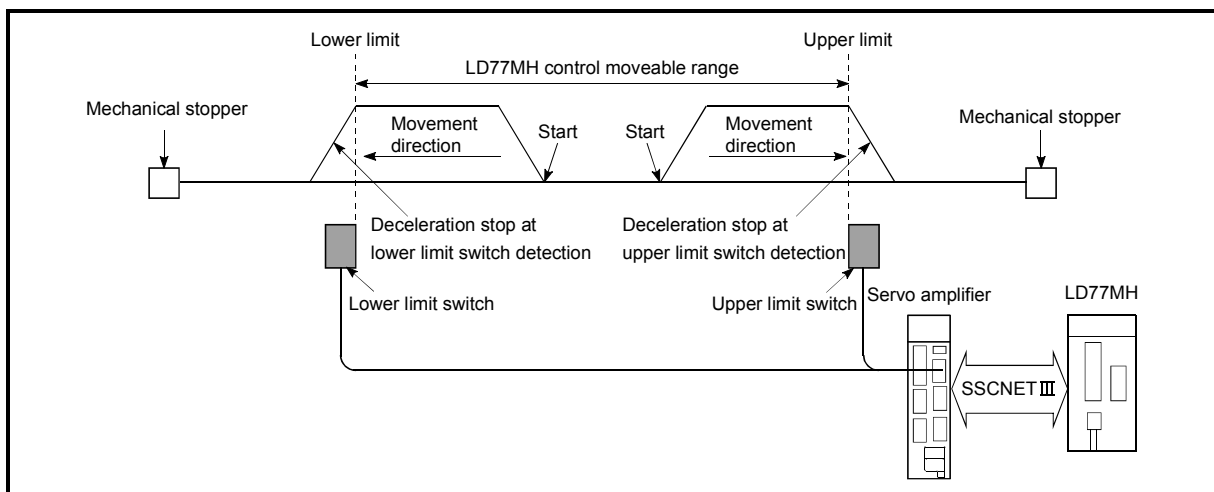 Lower limit
Upper limit
LD77MH control moveable range
Mechanical stopper
Movement
direction
Start
Start
Movement
direction
Mechanical stopper
Deceleration stop at
lower limit switch detection
Deceleration stop at
upper limit switch detection
Lower limit switch
Upper limit switch
Servo amplifier
LD77MH
SSCNETⅢ